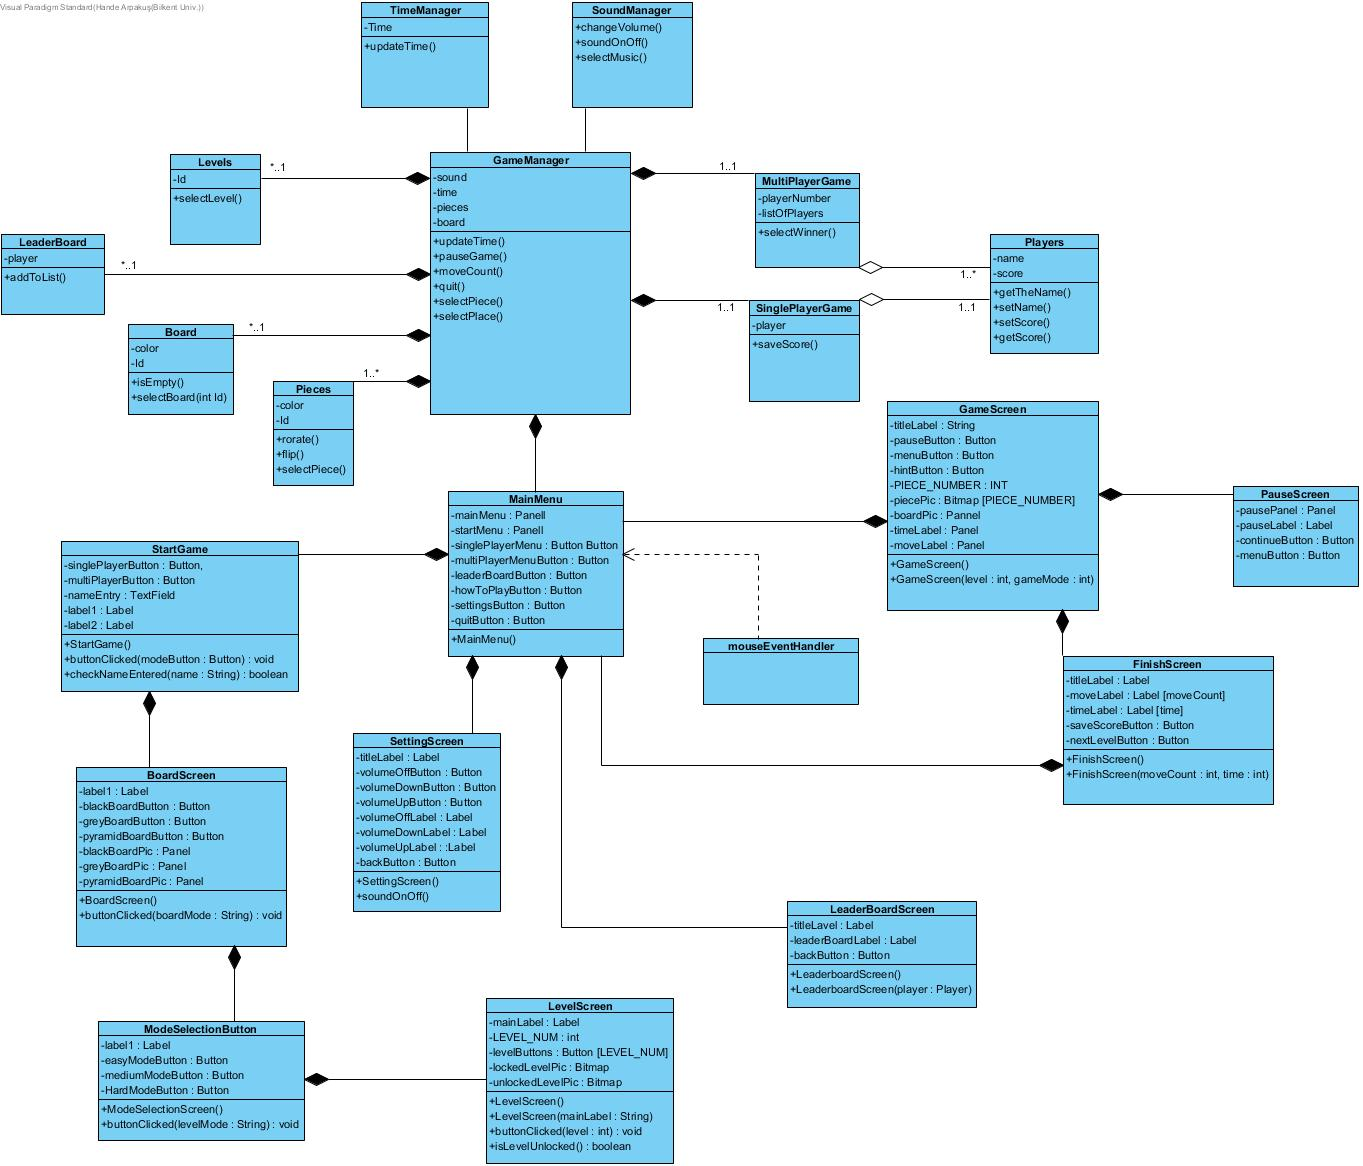 Visual Paradigm Standard(Hande Arpakuş(Bilkent Univ.))
TimeManager
-Time
+updateTime()
SoundManager
+changeVolume()
+soundOnOff()
+selectMusic()
Levels
-Id
+selectLevel()
*..1
GameManager
-sound
-time
-pieces
-board
+updateTime()
+pauseGame()
+moveCount()
+quit()
+selectPiece()
+selectPlace()
1..1
MultiPlayerGame
-playerNumber
-listOfPlayers
+selectWinner()
LeaderBoard
-player
+addToList()
*..1
Players
-name
-score
+getTheName()
+setName()
+setScore()
+getScore()
1..*
1..1
1..1
SinglePlayerGame
-player
+saveScore()
Board
-color
-Id
+isEmpty()
+selectBoard(int Id)
*..1
Pieces
-color
-Id
+rorate()
+flip()
+selectPiece()
1..*
GameScreen
-titleLabel : String
-pauseButton : Button
-menuButton : Button
-hintButton : Button
-PIECE_NUMBER : INT
-piecePic : Bitmap [PIECE_NUMBER]
-boardPic : Pannel
-timeLabel : Panel
-moveLabel : Panel
+GameScreen()
+GameScreen(level : int, gameMode : int)
PauseScreen
-pausePanel : Panel
-pauseLabel : Label
-continueButton : Button
-menuButton : Button
MainMenu
-mainMenu : Panell
-startMenu : Panell
-singlePlayerMenu : Button Button
-multiPlayerMenuButton : Button
-leaderBoardButton : Button
-howToPlayButton : Button
-settingsButton : Button
-quitButton : Button
+MainMenu()
StartGame
-singlePlayerButton : Button,
-multiPlayerButton : Button
-nameEntry : TextField
-label1 : Label
-label2 : Label
+StartGame()
+buttonClicked(modeButton : Button) : void
+checkNameEntered(name : String) : boolean
mouseEventHandler
FinishScreen
-titleLabel : Label
-moveLabel : Label [moveCount]
-timeLabel : Label [time]
-saveScoreButton : Button
-nextLevelButton : Button
+FinishScreen()
+FinishScreen(moveCount : int, time : int)
SettingScreen
-titleLabel : Label
-volumeOffButton : Button
-volumeDownButton : Button
-volumeUpButton : Button
-volumeOffLabel : Label
-volumeDownLabel : Label
-volumeUpLabel : :Label
-backButton : Button
+SettingScreen()
+soundOnOff()
BoardScreen
-label1 : Label
-blackBoardButton : Button
-greyBoardButton : Button
-pyramidBoardButton : Button
-blackBoardPic : Panel
-greyBoardPic : Panel
-pyramidBoardPic : Panel
+BoardScreen()
+buttonClicked(boardMode : String) : void
LeaderBoardScreen
-titleLavel : Label
-leaderBoardLabel : Label
-backButton : Button
+LeaderboardScreen()
+LeaderboardScreen(player : Player)
ModeSelectionButton
-label1 : Label
-easyModeButton : Button
-mediumModeButton : Button
-HardModeButton : Button
+ModeSelectionScreen()
+buttonClicked(levelMode : String) : void
LevelScreen
-mainLabel : Label
-LEVEL_NUM : int
-levelButtons : Button [LEVEL_NUM]
-lockedLevelPic : Bitmap
-unlockedLevelPic : Bitmap
+LevelScreen()
+LevelScreen(mainLabel : String)
+buttonClicked(level : int) : void
+isLevelUnlocked() : boolean